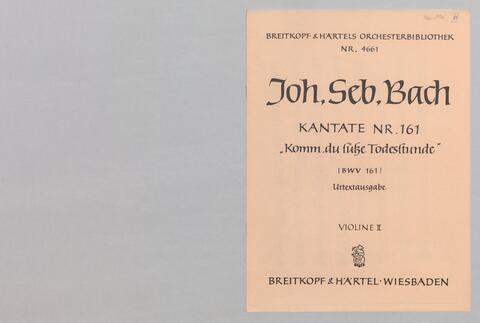 BREITKOPF & HÄRTELS ORCHESTERBIBLIOTHEK
NR. 4661
Joh. Seb. Bach
KANTATE NR. 161
„Komm, du süße Todesstunde“
(BWV 161)
Urtextausgabe
VIOLINE II
BREITKOPF & HÄRTEL · WIESBADEN